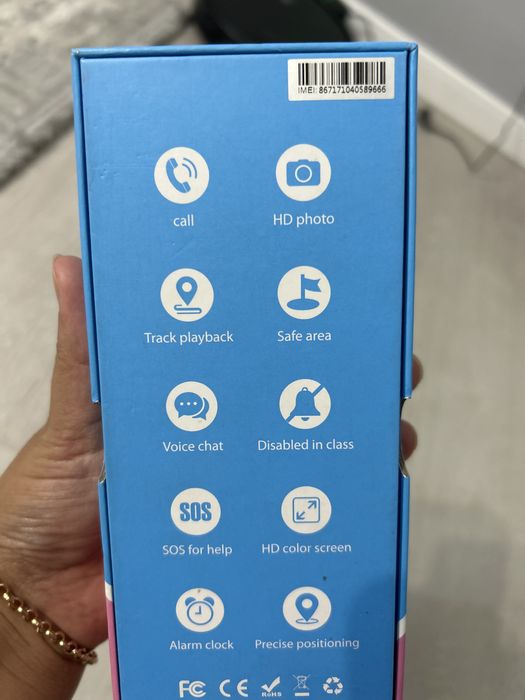 IMEI: 867171040589666
call
HD photo
Track playback
Safe area
Voice chat
Disabled in class
SOS
SOS for help
HD color screen
Alarm clock
Precise positioning
FC CE RoHS